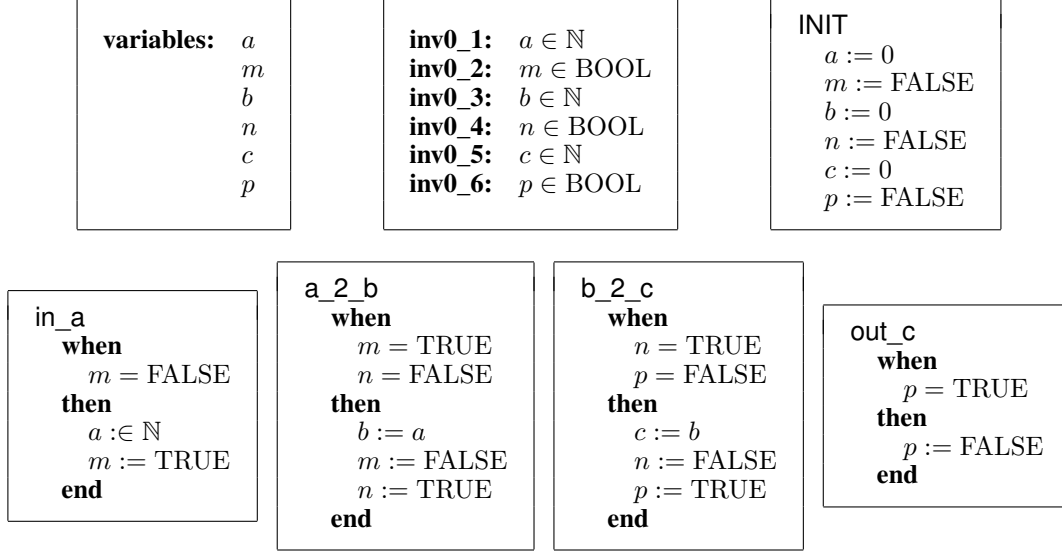 variables: a
m
b
n
c
p
inv0_1: a ∈ ℕ
inv0_2: m ∈ BOOL
inv0_3: b ∈ ℕ
inv0_4: n ∈ BOOL
inv0_5: c ∈ ℕ
inv0_6: p ∈ BOOL
INIT
a := 0
m := FALSE
b := 0
n := FALSE
c := 0
p := FALSE
in_a
when
m = FALSE
then
a :∈ ℕ
m := TRUE
end
a_2_b
when
m = TRUE
n = FALSE
then
b := a
m := FALSE
n := TRUE
end
b_2_c
when
n = TRUE
p = FALSE
then
c := b
n := FALSE
p := TRUE
end
out_c
when
p = TRUE
then
p := FALSE
end